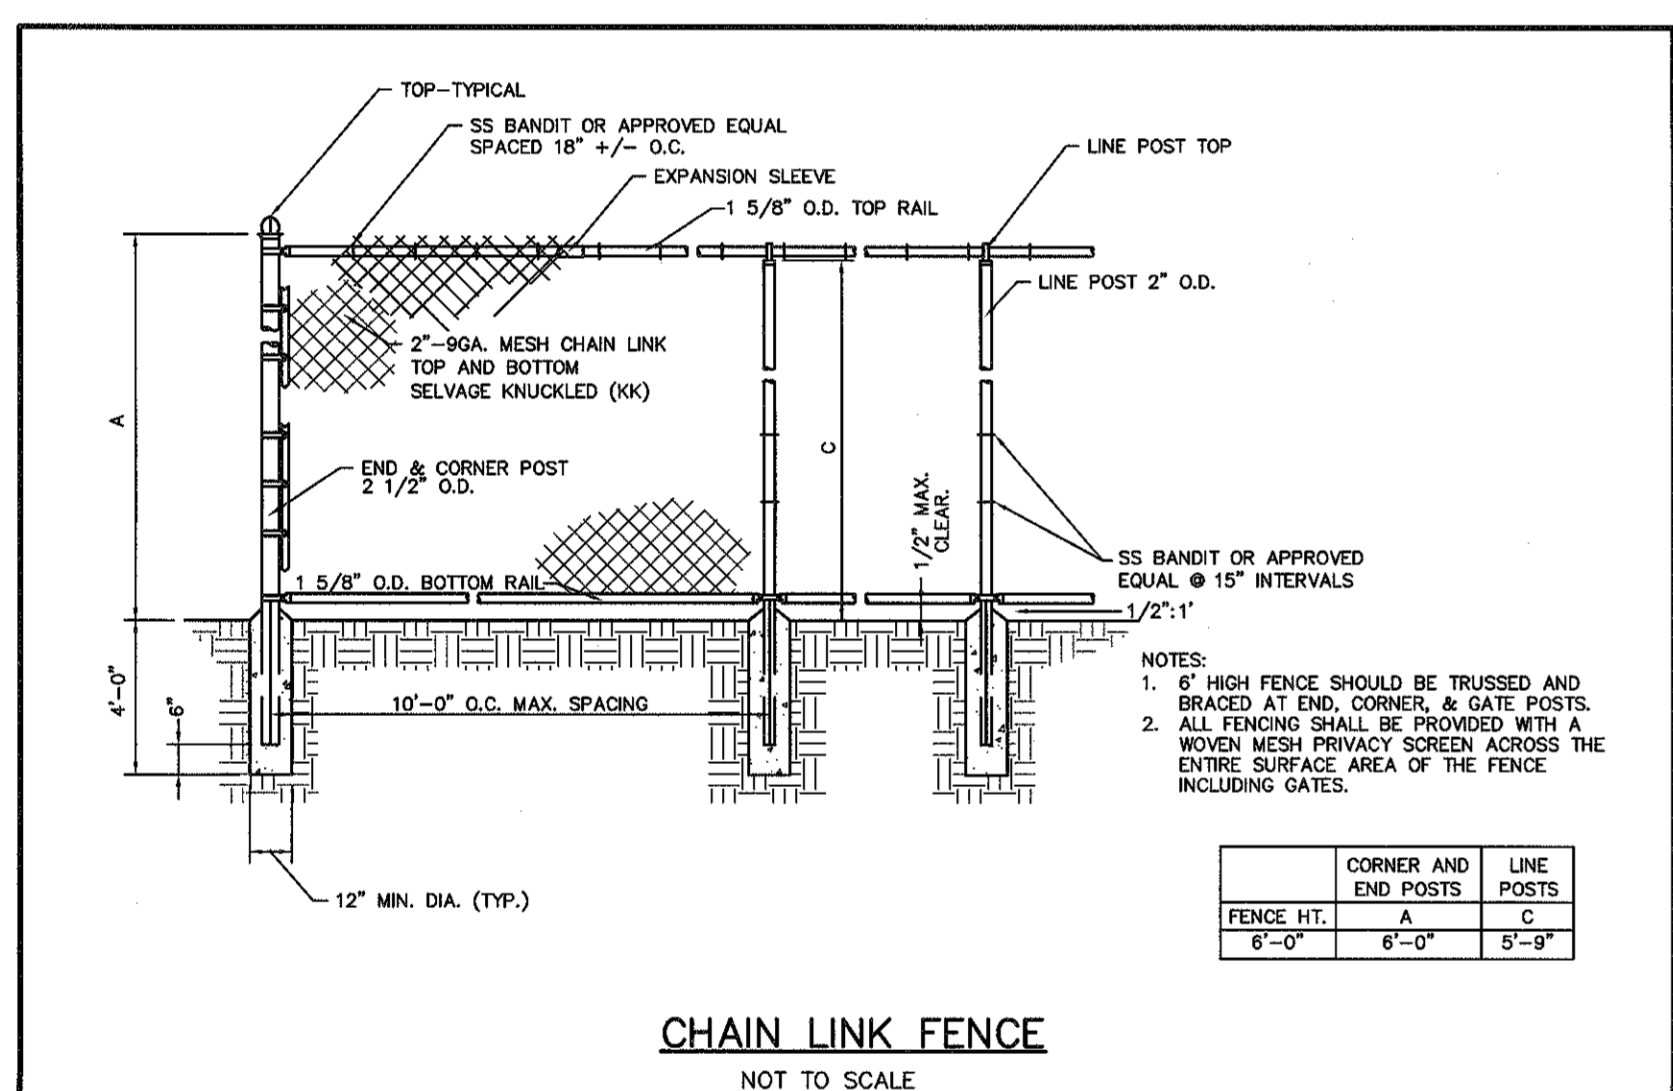 TOP-TYPICAL
SS BANDIT OR APPROVED EQUAL
SPACED 18" +/- O.C.
EXPANSION SLEEVE
1 5/8" O.D. TOP RAIL
LINE POST TOP
LINE POST 2" O.D.
2"-9GA. MESH CHAIN LINK
TOP AND BOTTOM
SELVAGE KNUCKLED (KK)
A
C
END & CORNER POST
2 1/2" O.D.
1/2" MAX.
CLEAR.
1 5/8" O.D. BOTTOM RAIL
SS BANDIT OR APPROVED
EQUAL @ 15" INTERVALS
1/2":1'
4'-0"
6"
10'-0" O.C. MAX. SPACING
12" MIN. DIA. (TYP.)
NOTES:
1. 6' HIGH FENCE SHOULD BE TRUSSED AND
BRACED AT END, CORNER, & GATE POSTS.
2. ALL FENCING SHALL BE PROVIDED WITH A
WOVEN MESH PRIVACY SCREEN ACROSS THE
ENTIRE SURFACE AREA OF THE FENCE
INCLUDING GATES.
CORNER AND LINE
END POSTS POSTS
FENCE HT. A C
6'-0" 6'-0" 5'-9"
CHAIN LINK FENCE
NOT TO SCALE